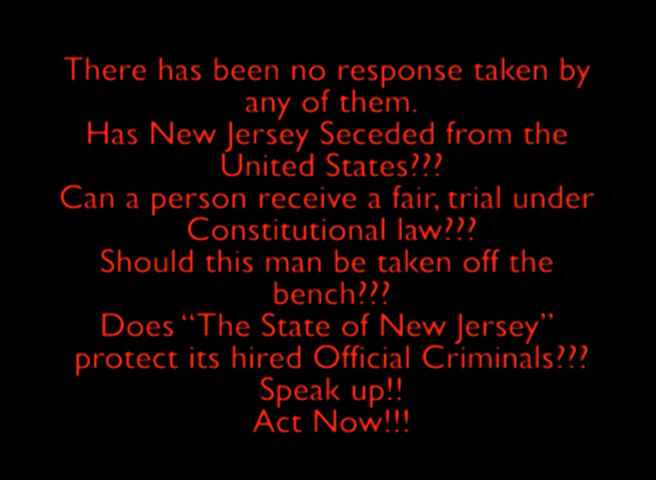 There has been no response taken by
any of them.
Has New Jersey Seceded from the
United States???
Can a person receive a fair, trial under
Constitutional law???
Should this man be taken off the
bench???
Does “The State of New Jersey”
protect its hired Official Criminals???
Speak up!!
Act Now!!!